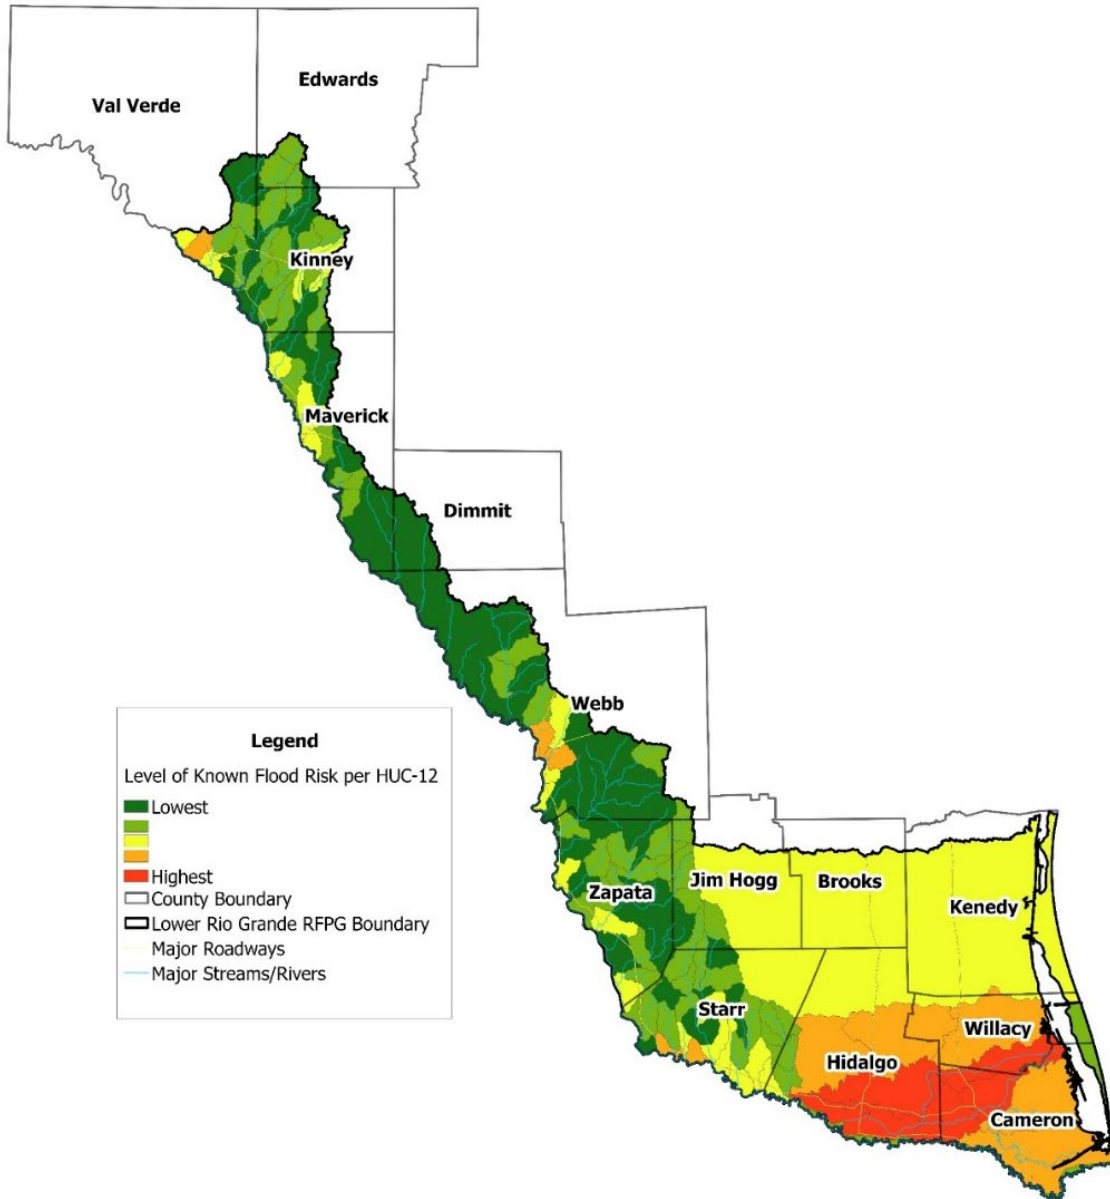 Edwards
Val Verde
Kinney
Maverick
Dimmit
Webb
Legend
Level of Known Flood Risk per HUC-12
Lowest
Highest
County Boundary
Lower Rio Grande RFPG Boundary
Major Roadways
Major Streams/Rivers
Zapata
Jim Hogg
Brooks
Kenedy
Starr
Willacy
Hidalgo
Cameron